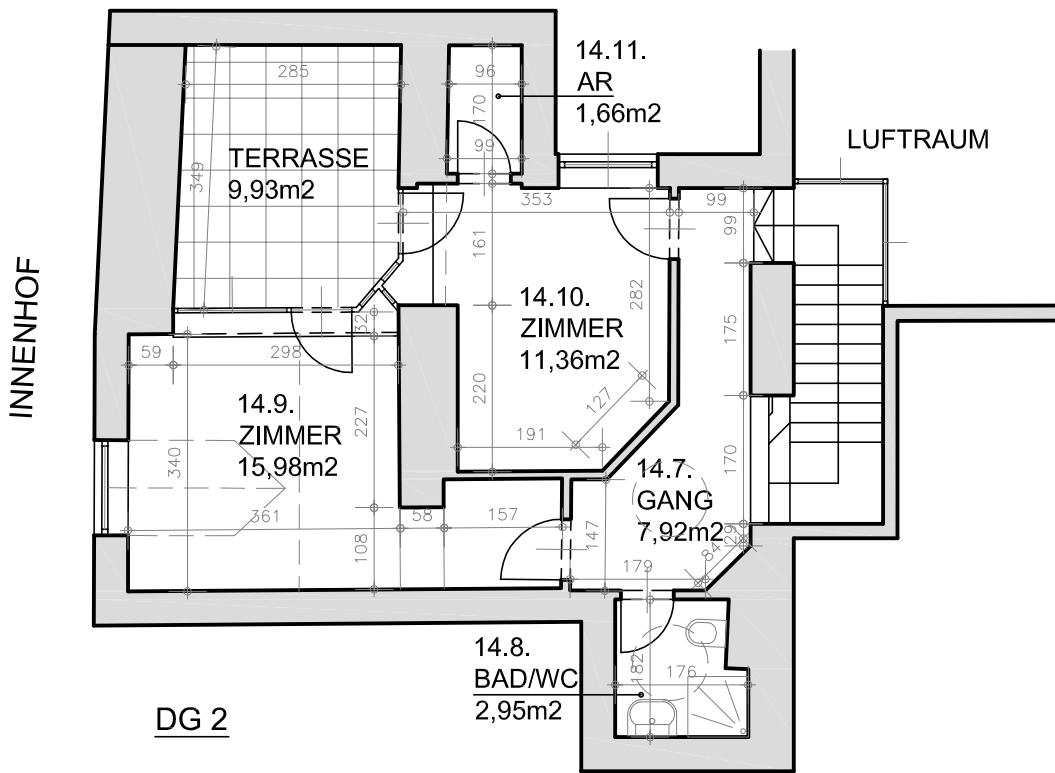 14.11.
AR
1,66m2
96
170
99
285
TERRASSE
9,93m2
349
LUFTRAUM
353
99
99
161
INNENHOF
14.10.
ZIMMER
11,36m2
282
175
32
59
298
14.9.
ZIMMER
15,98m2
227
220
127
191
340
14.7.
GANG
7,92m2
170
361
58
157
147
108
29
84
179
14.8.
BAD/WC
2,95m2
182
176
DG 2